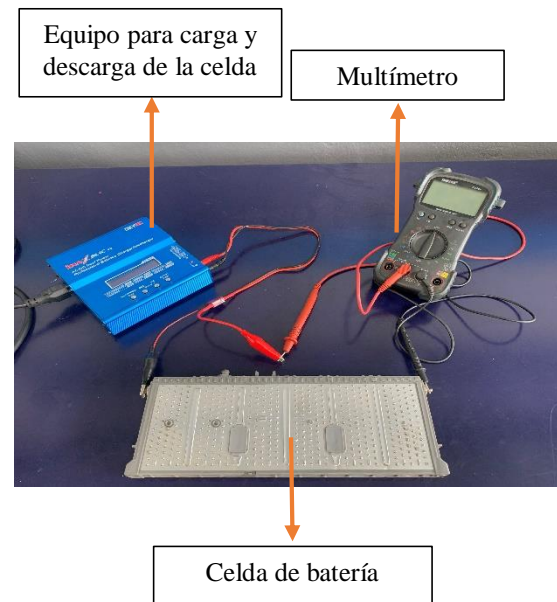 Equipo para carga y
descarga de la celda
Multímetro
Celda de batería